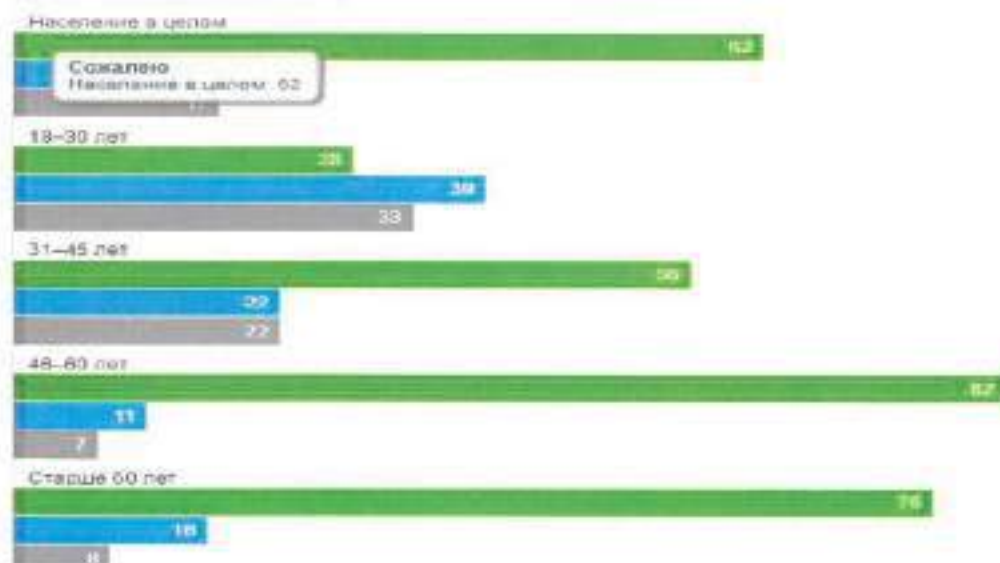 Население в целом
62
Сожалею
Население в целом 62
18–30 лет
28
39
33
31–45 лет
56
22
22
46–60 лет
82
11
7
Старше 60 лет
76
16
8